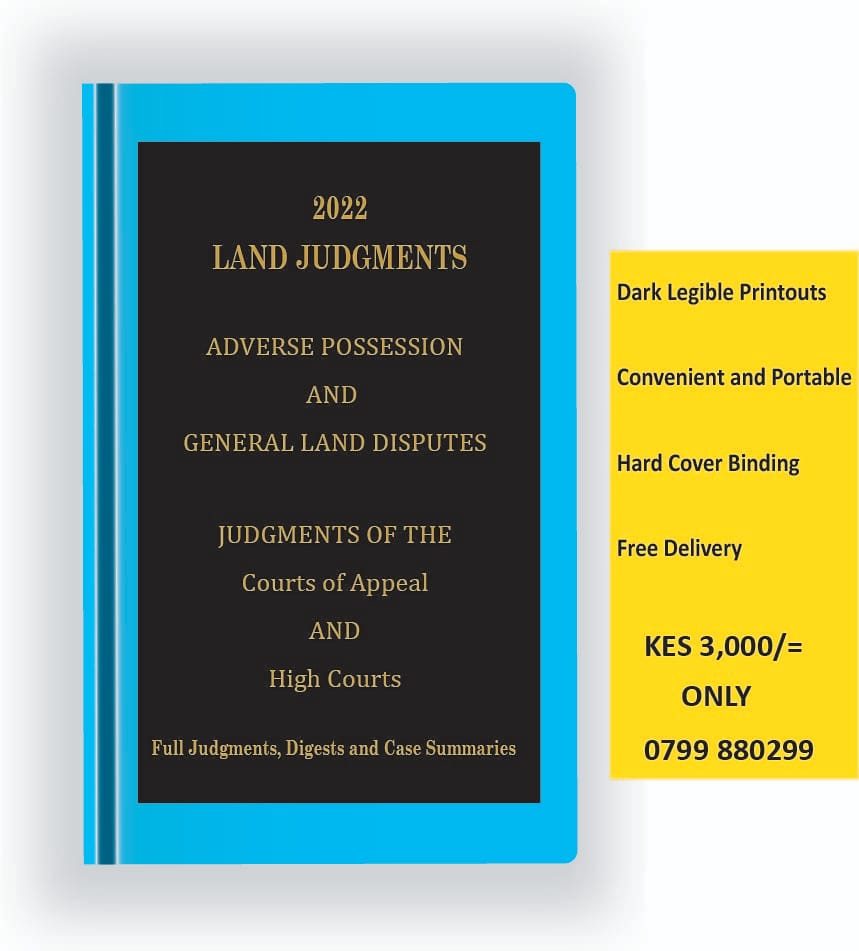 2022
LAND JUDGMENTS
ADVERSE POSSESSION
AND
GENERAL LAND DISPUTES
JUDGMENTS OF THE
Courts of Appeal
AND
High Courts
Full Judgments, Digests and Case Summaries
Dark Legible Printouts
Convenient and Portable
Hard Cover Binding
Free Delivery
KES 3,000/=
ONLY
0799 880299